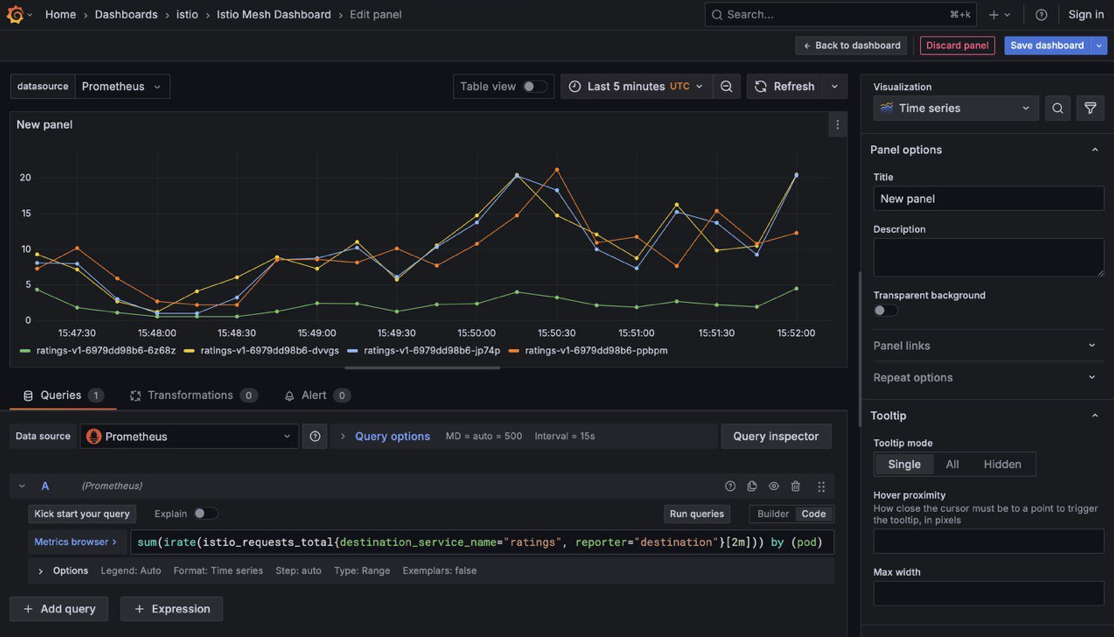 Home › Dashboards › istio › Istio Mesh Dashboard › Edit panel
Search... ⌘+k
Sign in
← Back to dashboard
Discard panel
Save dashboard
datasource Prometheus
Table view
Last 5 minutes UTC
Refresh
New panel
20
15
10
5
0
15:47:30 15:48:00 15:48:30 15:49:00 15:49:30 15:50:00 15:50:30 15:51:00 15:51:30 15:52:00
ratings-v1-6979dd98b6-6z68z ratings-v1-6979dd98b6-dvvgs ratings-v1-6979dd98b6-jp74p ratings-v1-6979dd98b6-ppbpm
Queries 1 Transformations 0 Alert 0
Data source Prometheus
Query options MD = auto = 500 Interval = 15s
Query inspector
A (Prometheus)
Kick start your query Explain Run queries Builder Code
Metrics browser › sum(irate(istio_requests_total{destination_service_name="ratings", reporter="destination"}[2m])) by (pod)
› Options Legend: Auto Format: Time series Step: auto Type: Range Exemplars: false
+ Add query + Expression
Visualization
Time series
Panel options
Title
New panel
Description
Transparent background
Panel links
Repeat options
Tooltip
Tooltip mode
Single All Hidden
Hover proximity
How close the cursor must be to a point to trigger
the tooltip, in pixels
Max width